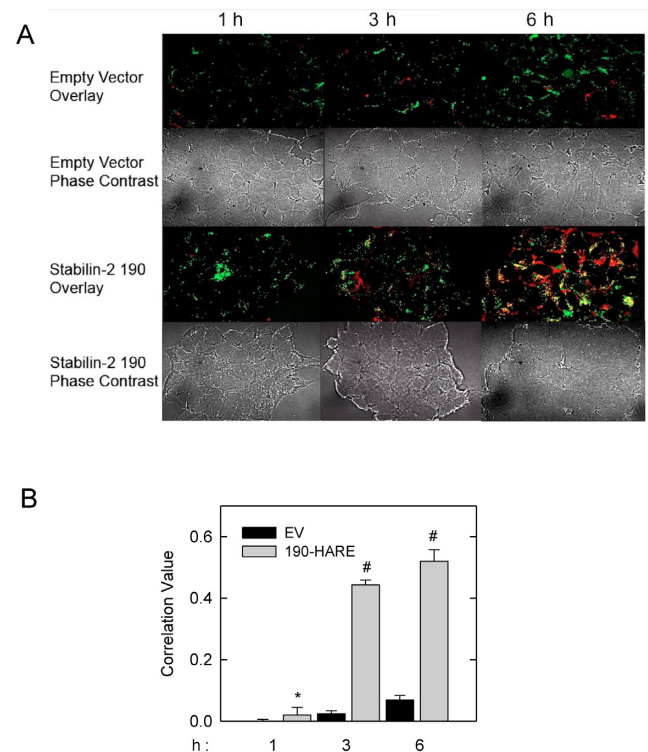 1 h 3 h 6 h
A
Empty Vector
Overlay
Empty Vector
Phase Contrast
Stabilin-2 190
Overlay
Stabilin-2 190
Phase Contrast
B
0.6
0.4
0.2
0.0
Correlation Value
EV
190-HARE
*
#
#
h : 1 3 6